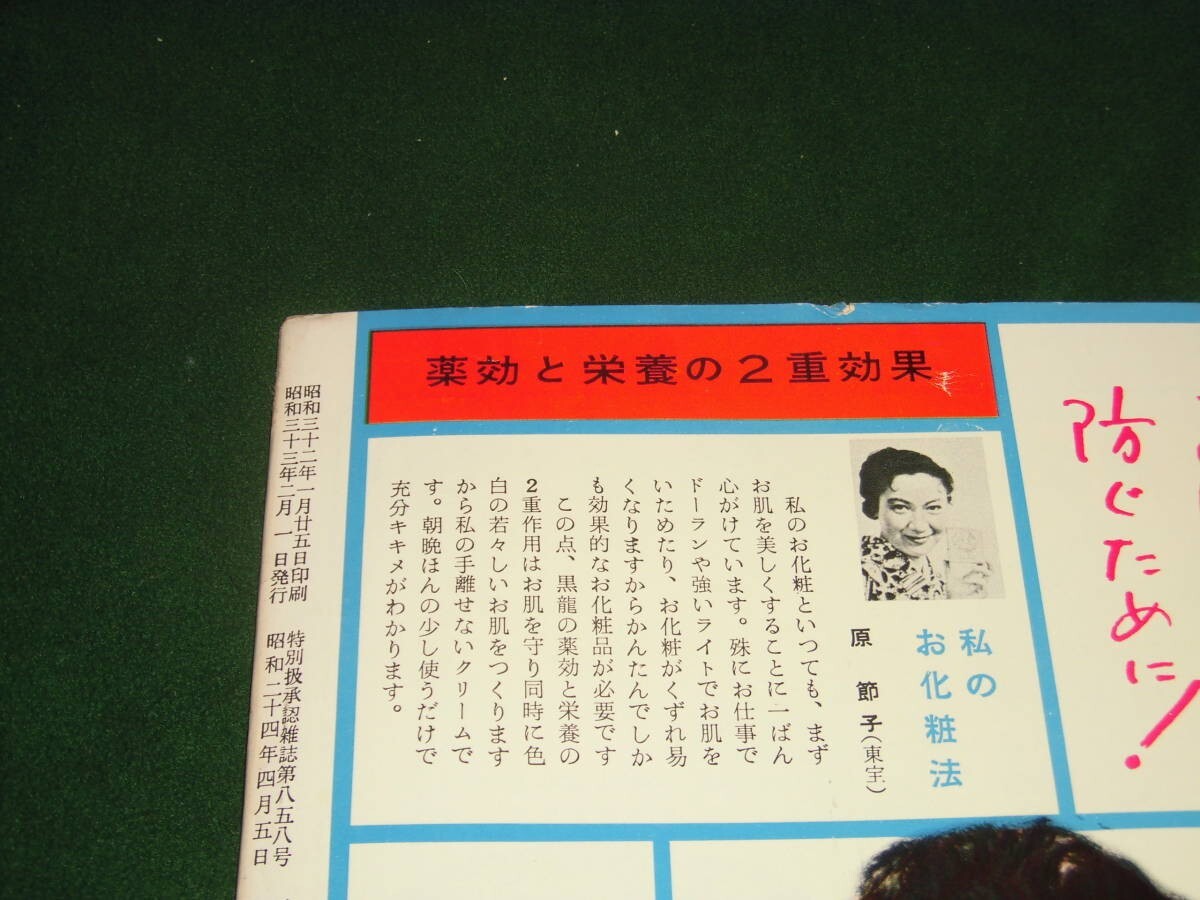 薬効と栄養の2重効果
防ぐために!
私の
お化粧法
原 節子(東宝)
私のお化粧といつても、まず
お肌を美しくすることに一ばん
心がけています。殊にお仕事で
ドーランや強いライトでお肌を
いためたり、お化粧がくずれ易
くなりますからかんたんでしか
も効果的なお化粧品が必要です
この点、黒龍の薬効と栄養の
2重作用はお肌を守り同時に色
白の若々しいお肌をつくります
から私の手離せないクリームで
す。朝晩ほんの少し使うだけで
充分キキメがわかります。
昭和三十二年一月廿五日印刷 特別扱承認雑誌第八五八号
昭和三十三年二月一日発行 昭和二十四年四月五日